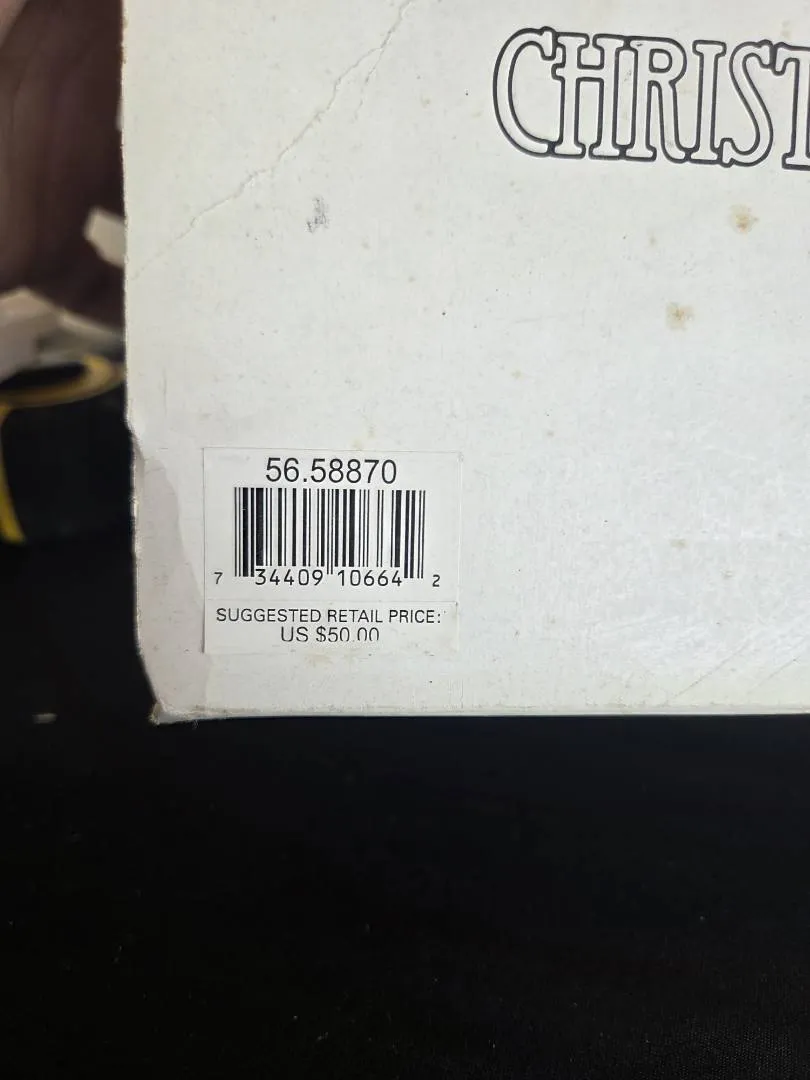 CHRIST
56.58870
7 34409 10664 2
SUGGESTED RETAIL PRICE:
US $50.00